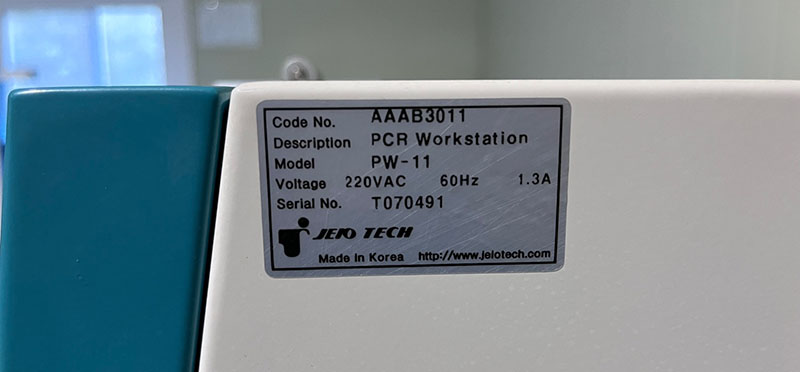 Code No. AAAB3011
Description PCR Workstation
Model PW-11
Voltage 220VAC 60Hz 1.3A
Serial No. T070491
JEIO TECH
Made In Korea http://www.jeiotech.com